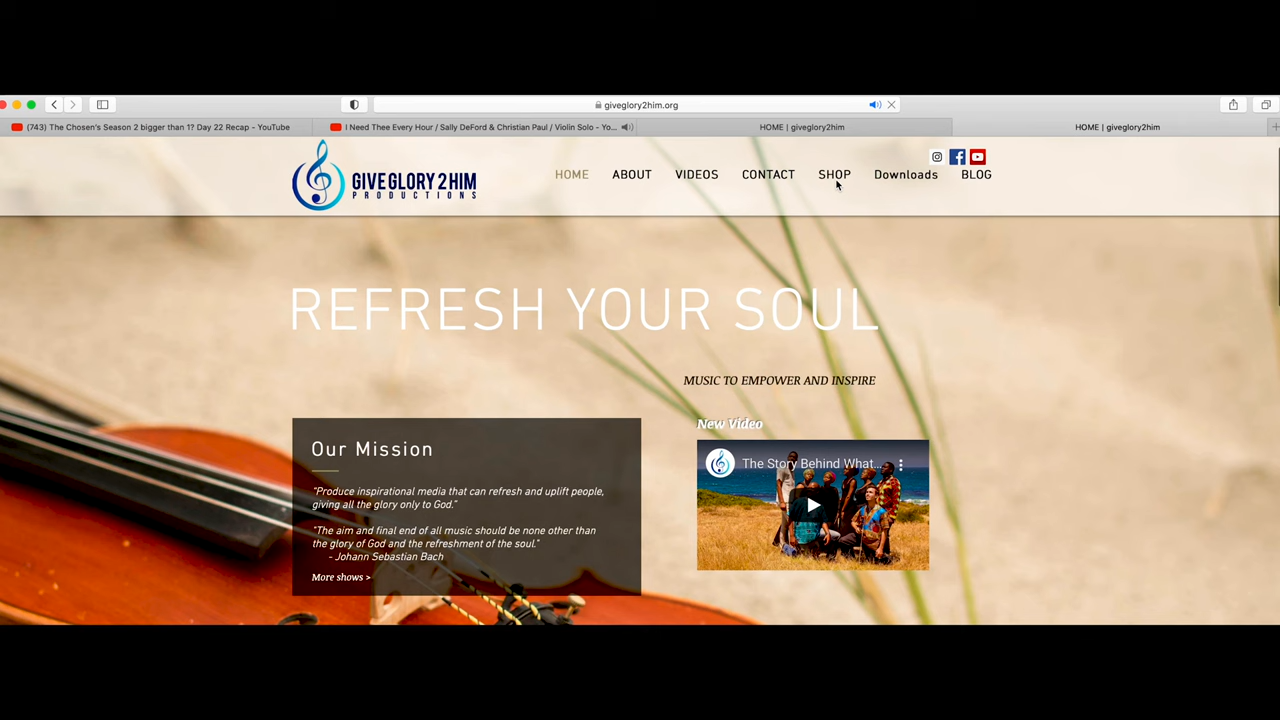 giveglory2him.org
(743) The Chosen's Season 2 bigger than 1? Day 22 Recap - YouTube
I Need Thee Every Hour / Sally DeFord & Christian Paul / Violin Solo - Yo...
HOME | giveglory2him
HOME | giveglory2him
GIVE GLORY 2 HIM
PRODUCTIONS
HOME
ABOUT
VIDEOS
CONTACT
SHOP
Downloads
BLOG
REFRESH YOUR SOUL
MUSIC TO EMPOWER AND INSPIRE
New Video
The Story Behind What...
Our Mission
“Produce inspirational media that can refresh and uplift people,
giving all the glory only to God.”
“The aim and final end of all music should be none other than
the glory of God and the refreshment of the soul.”
- Johann Sebastian Bach
More shows >